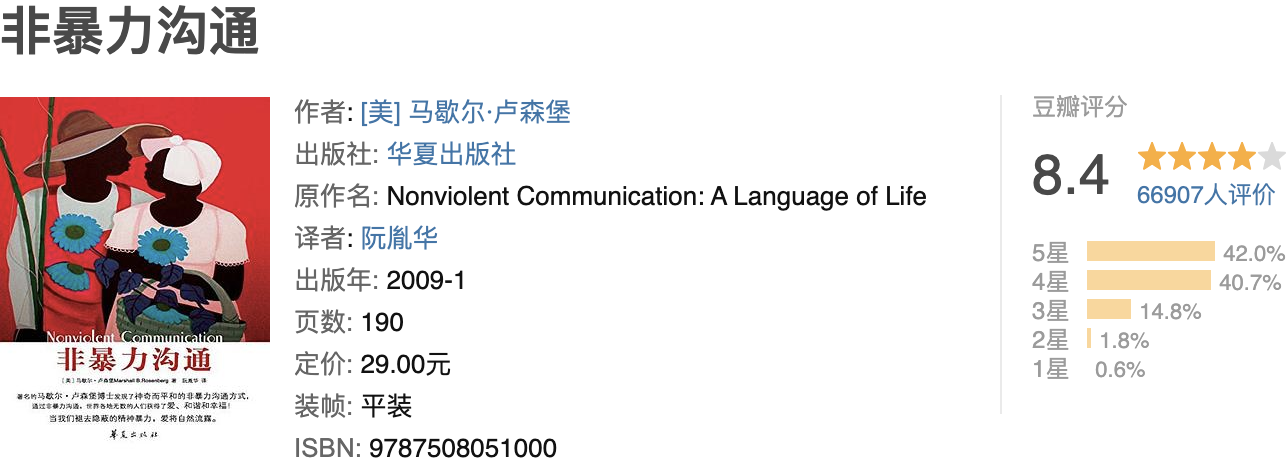 非暴力沟通
作者: [美] 马歇尔·卢森堡
出版社: 华夏出版社
原作名: Nonviolent Communication: A Language of Life
译者: 阮胤华
出版年: 2009-1
页数: 190
定价: 29.00元
装帧: 平装
ISBN: 9787508051000
豆瓣评分
8.4
66907人评价
5星 42.0%
4星 40.7%
3星 14.8%
2星 1.8%
1星 0.6%
Nonviolent Communication
非暴力沟通
[美] 马歇尔·卢森堡Marshall B.Rosenberg 著 阮胤华 译
著名的马歇尔·卢森堡博士发现了神奇而平和的非暴力沟通方式,
通过非暴力沟通,世界各地无数的人们获得了爱、和谐和幸福!
当我们褪去隐蔽的精神暴力,爱将自然流露。
华夏出版社